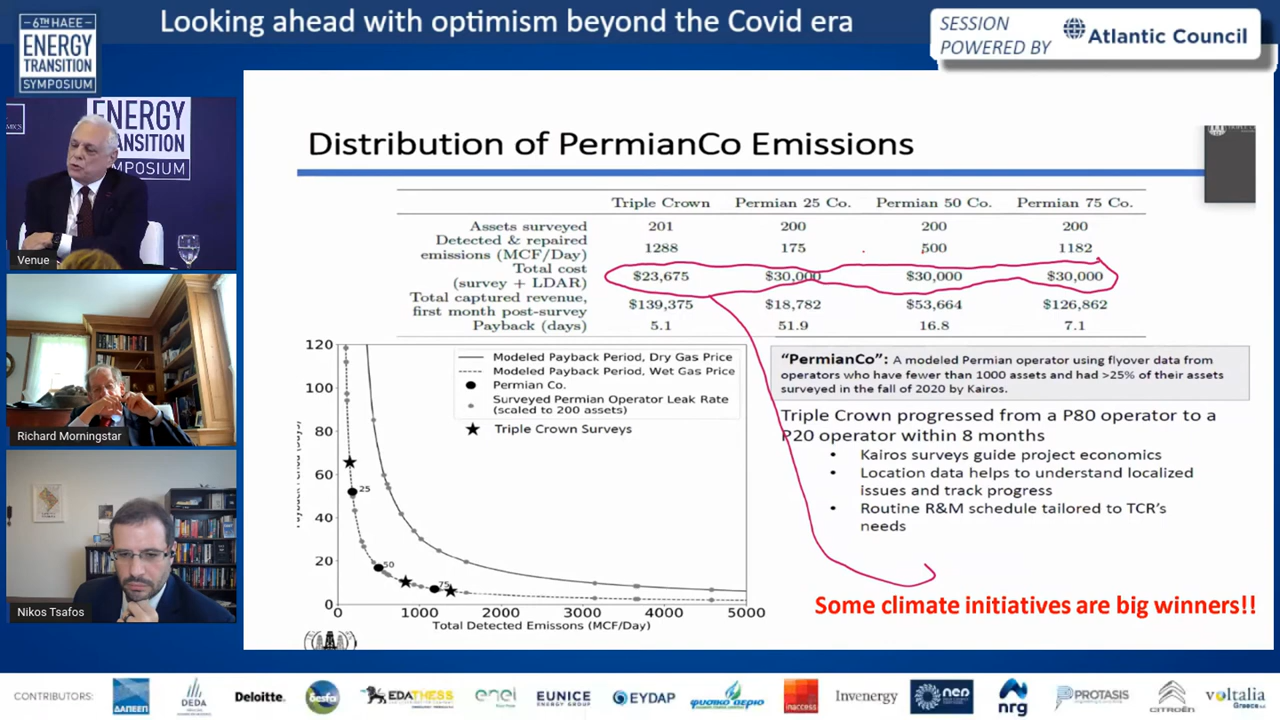 6TH HAEE
ENERGY
TRANSITION
SYMPOSIUM
Looking ahead with optimism beyond the Covid era
SESSION
POWERED BY
Atlantic Council
ENERGY
TRANSITION
SYMPOSIUM
Venue
Richard Morningstar
Nikos Tsafos
Distribution of PermianCo Emissions
Triple Crown Permian 25 Co. Permian 50 Co. Permian 75 Co.
Assets surveyed 201 200 200 200
Detected & repaired
emissions (MCF/Day) 1288 175 500 1182
Total cost
(survey + LDAR) $23,675 $30,000 $30,000 $30,000
Total captured revenue,
first month post-survey $139,375 $18,782 $53,664 $126,862
Payback (days) 5.1 51.9 16.8 7.1
120
100
80
60
40
20
0
0 1000 2000 3000 4000 5000
Total Detected Emissons (MCF/Day)
Modeled Payback Period, Dry Gas Price
Modeled Payback Period, Wet Gas Price
Permian Co.
Surveyed Permian Operator Leak Rate
(scaled to 200 assets)
Triple Crown Surveys
25
50
75
"PermianCo": A modeled Permian operator using flyover data from
operators who have fewer than 1000 assets and had >25% of their assets
surveyed in the fall of 2020 by Kairos.
Triple Crown progressed from a P80 operator to a
P20 operator within 8 months
• Kairos surveys guide project economics
• Location data helps to understand localized
issues and track progress
• Routine R&M schedule tailored to TCR's
needs
Some climate initiatives are big winners!!
CONTRIBUTORS:
ΔΑΠΕΕΠ
DEDA
Deloitte.
desfa
EDATHESS
enel
EUNICE
ENERGY GROUP
EYDAP
φυσικό αέριο
inaccess
Invenergy
nrg
PROTASIS
CITROËN
voltalia
Greece